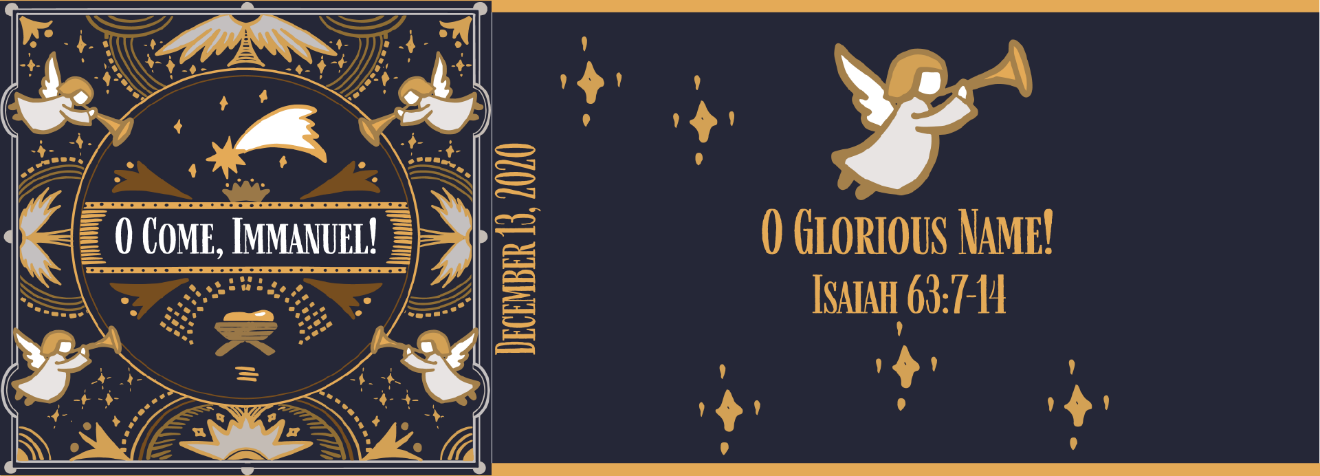 O Come, Immanuel!
December 13, 2020
O Glorious Name!
Isaiah 63:7-14